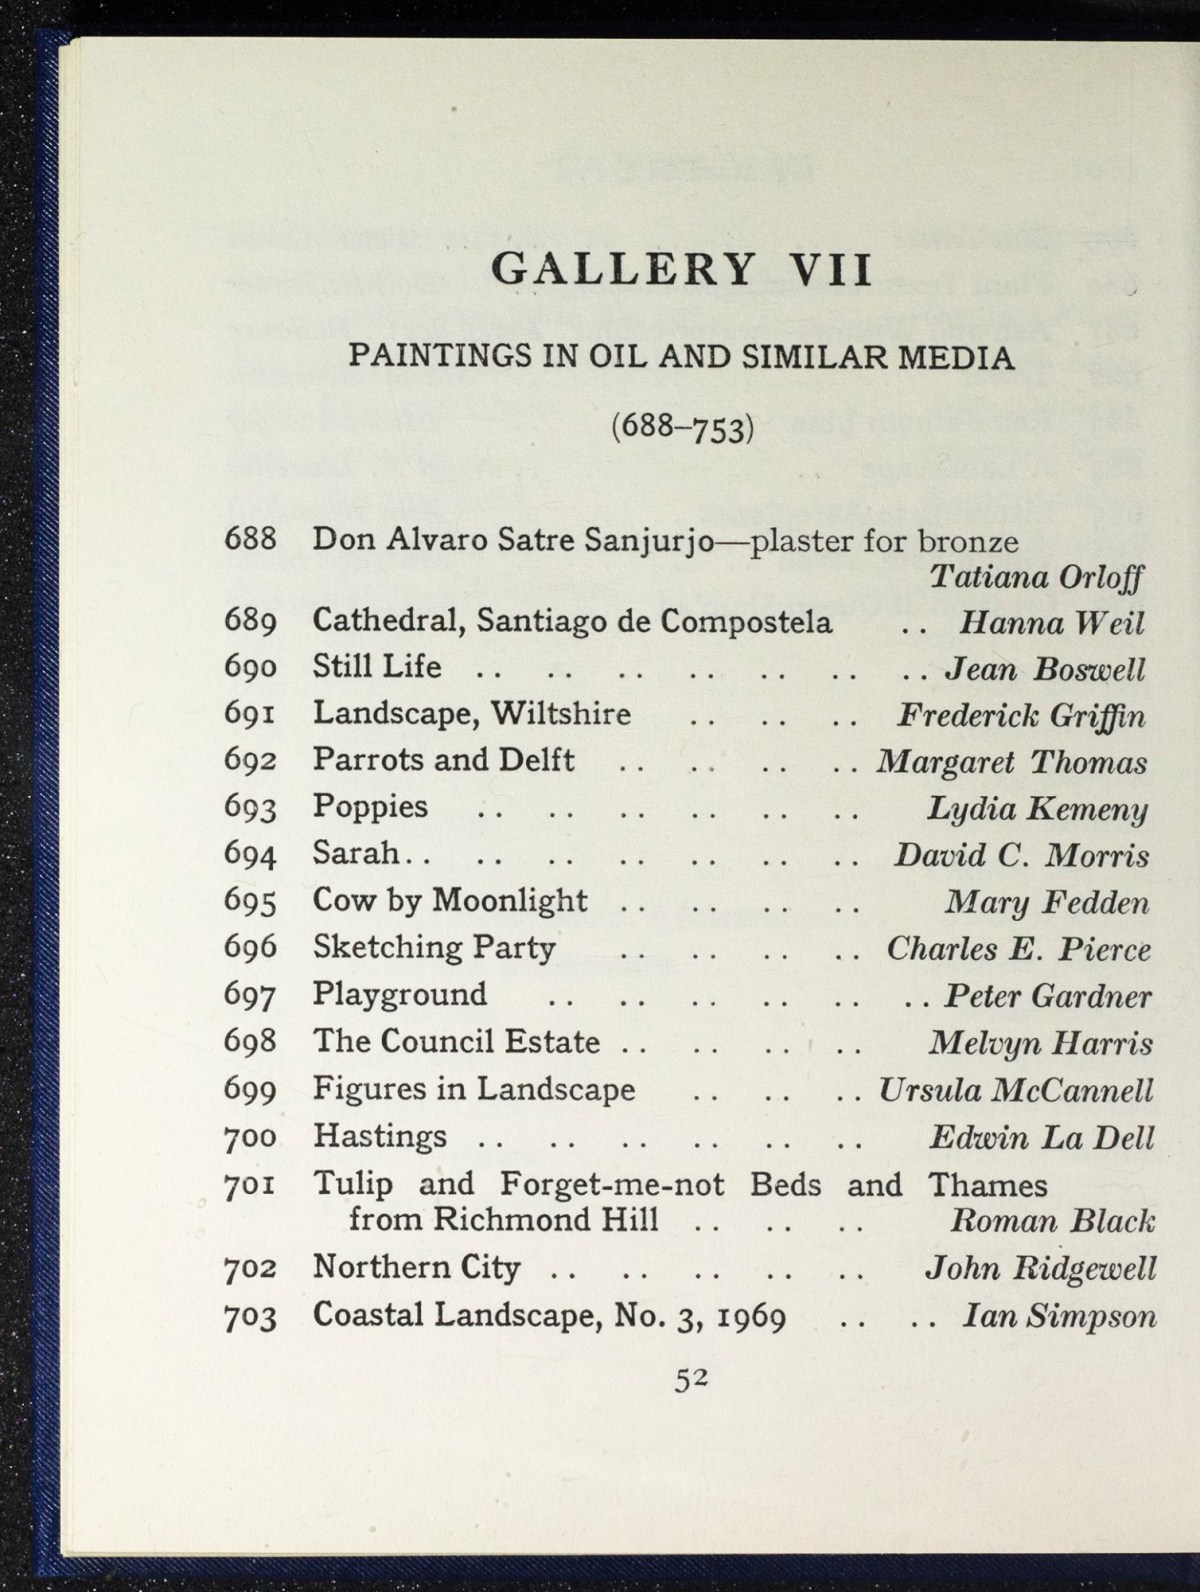 GALLERY VII
PAINTINGS IN OIL AND SIMILAR MEDIA
(688–753)
688 Don Alvaro Satre Sanjurjo—plaster for bronze
Tatiana Orloff
689 Cathedral, Santiago de Compostela .. Hanna Weil
690 Still Life .. .. .. .. .. .. .. Jean Boswell
691 Landscape, Wiltshire .. .. .. Frederick Griffin
692 Parrots and Delft .. .. .. .. Margaret Thomas
693 Poppies .. .. .. .. .. .. Lydia Kemeny
694 Sarah .. .. .. .. .. .. .. David C. Morris
695 Cow by Moonlight .. .. .. .. Mary Fedden
696 Sketching Party .. .. .. .. Charles E. Pierce
697 Playground .. .. .. .. .. .. Peter Gardner
698 The Council Estate .. .. .. .. Melvyn Harris
699 Figures in Landscape .. .. .. Ursula McCannell
700 Hastings .. .. .. .. .. .. Edwin La Dell
701 Tulip and Forget-me-not Beds and Thames
from Richmond Hill .. .. .. Roman Black
702 Northern City .. .. .. .. .. John Ridgewell
703 Coastal Landscape, No. 3, 1969 .. .. Ian Simpson
52